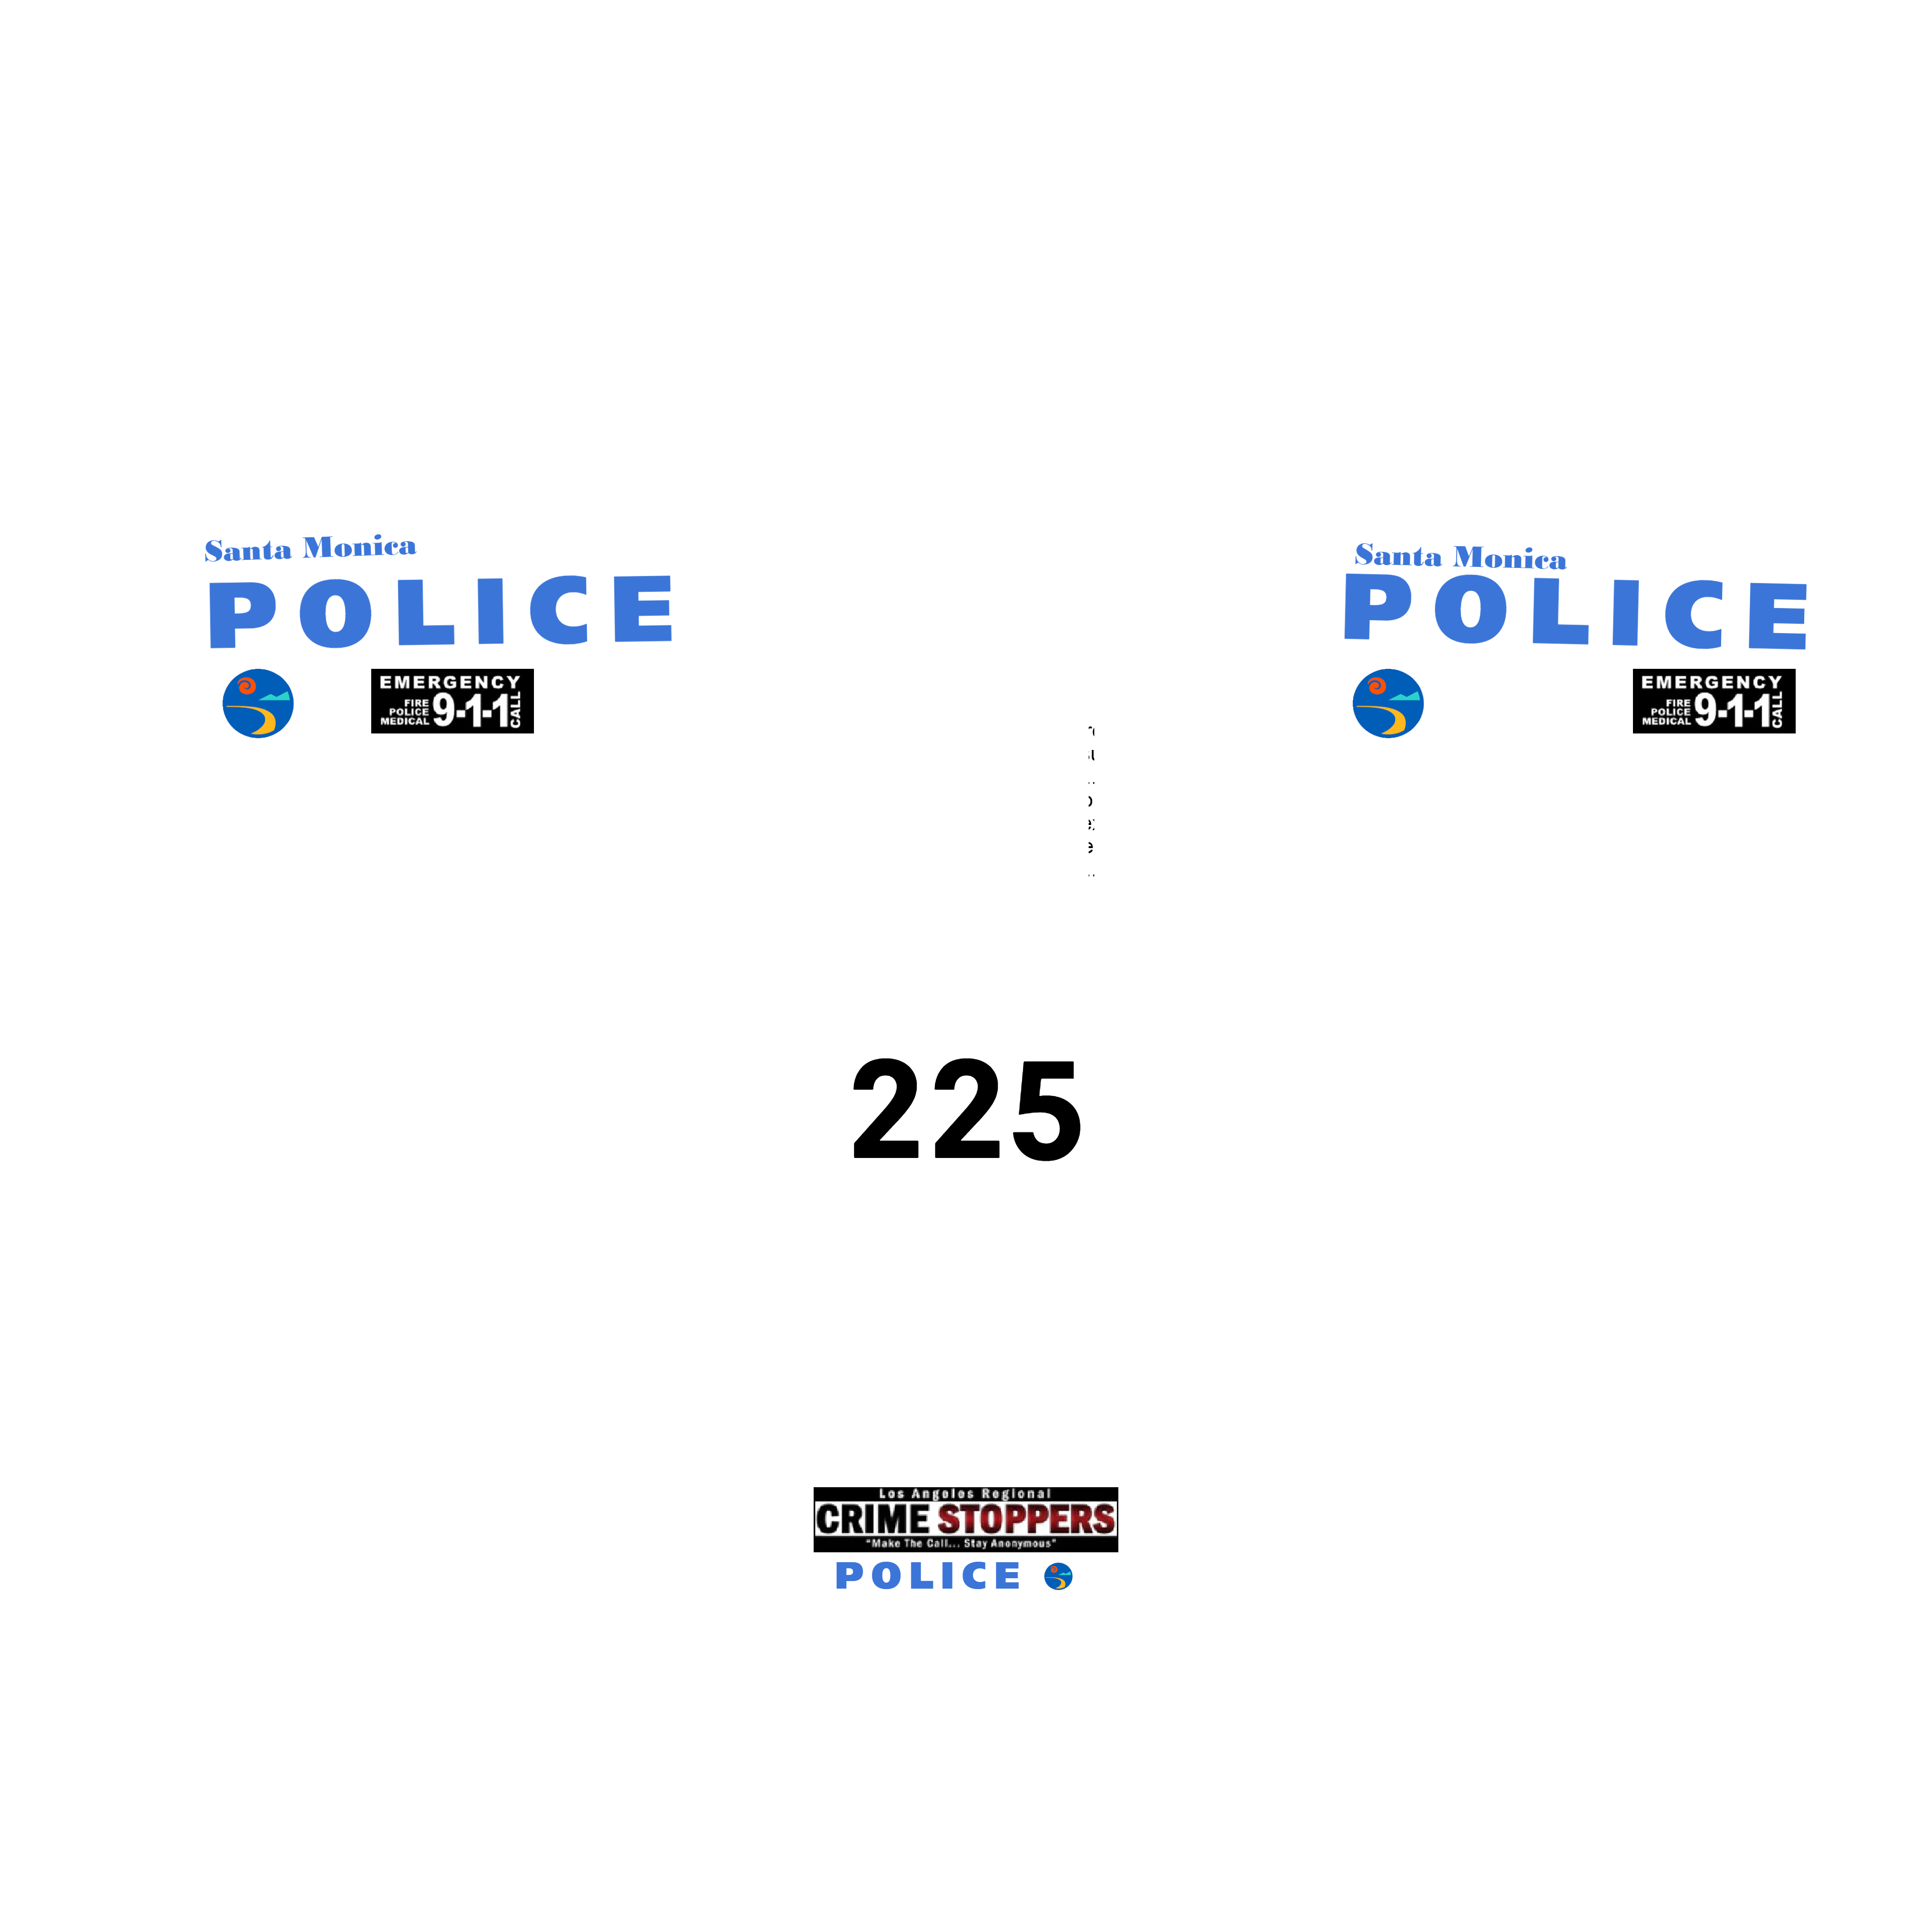 Santa Monica
POLICE
EMERGENCY
FIRE
POLICE
MEDICAL
9-1-1
CALL
Santa Monica
POLICE
EMERGENCY
FIRE
POLICE
MEDICAL
9-1-1
CALL
225
Los Angeles Regional
CRIME STOPPERS
"Make The Call... Stay Anonymous"
POLICE